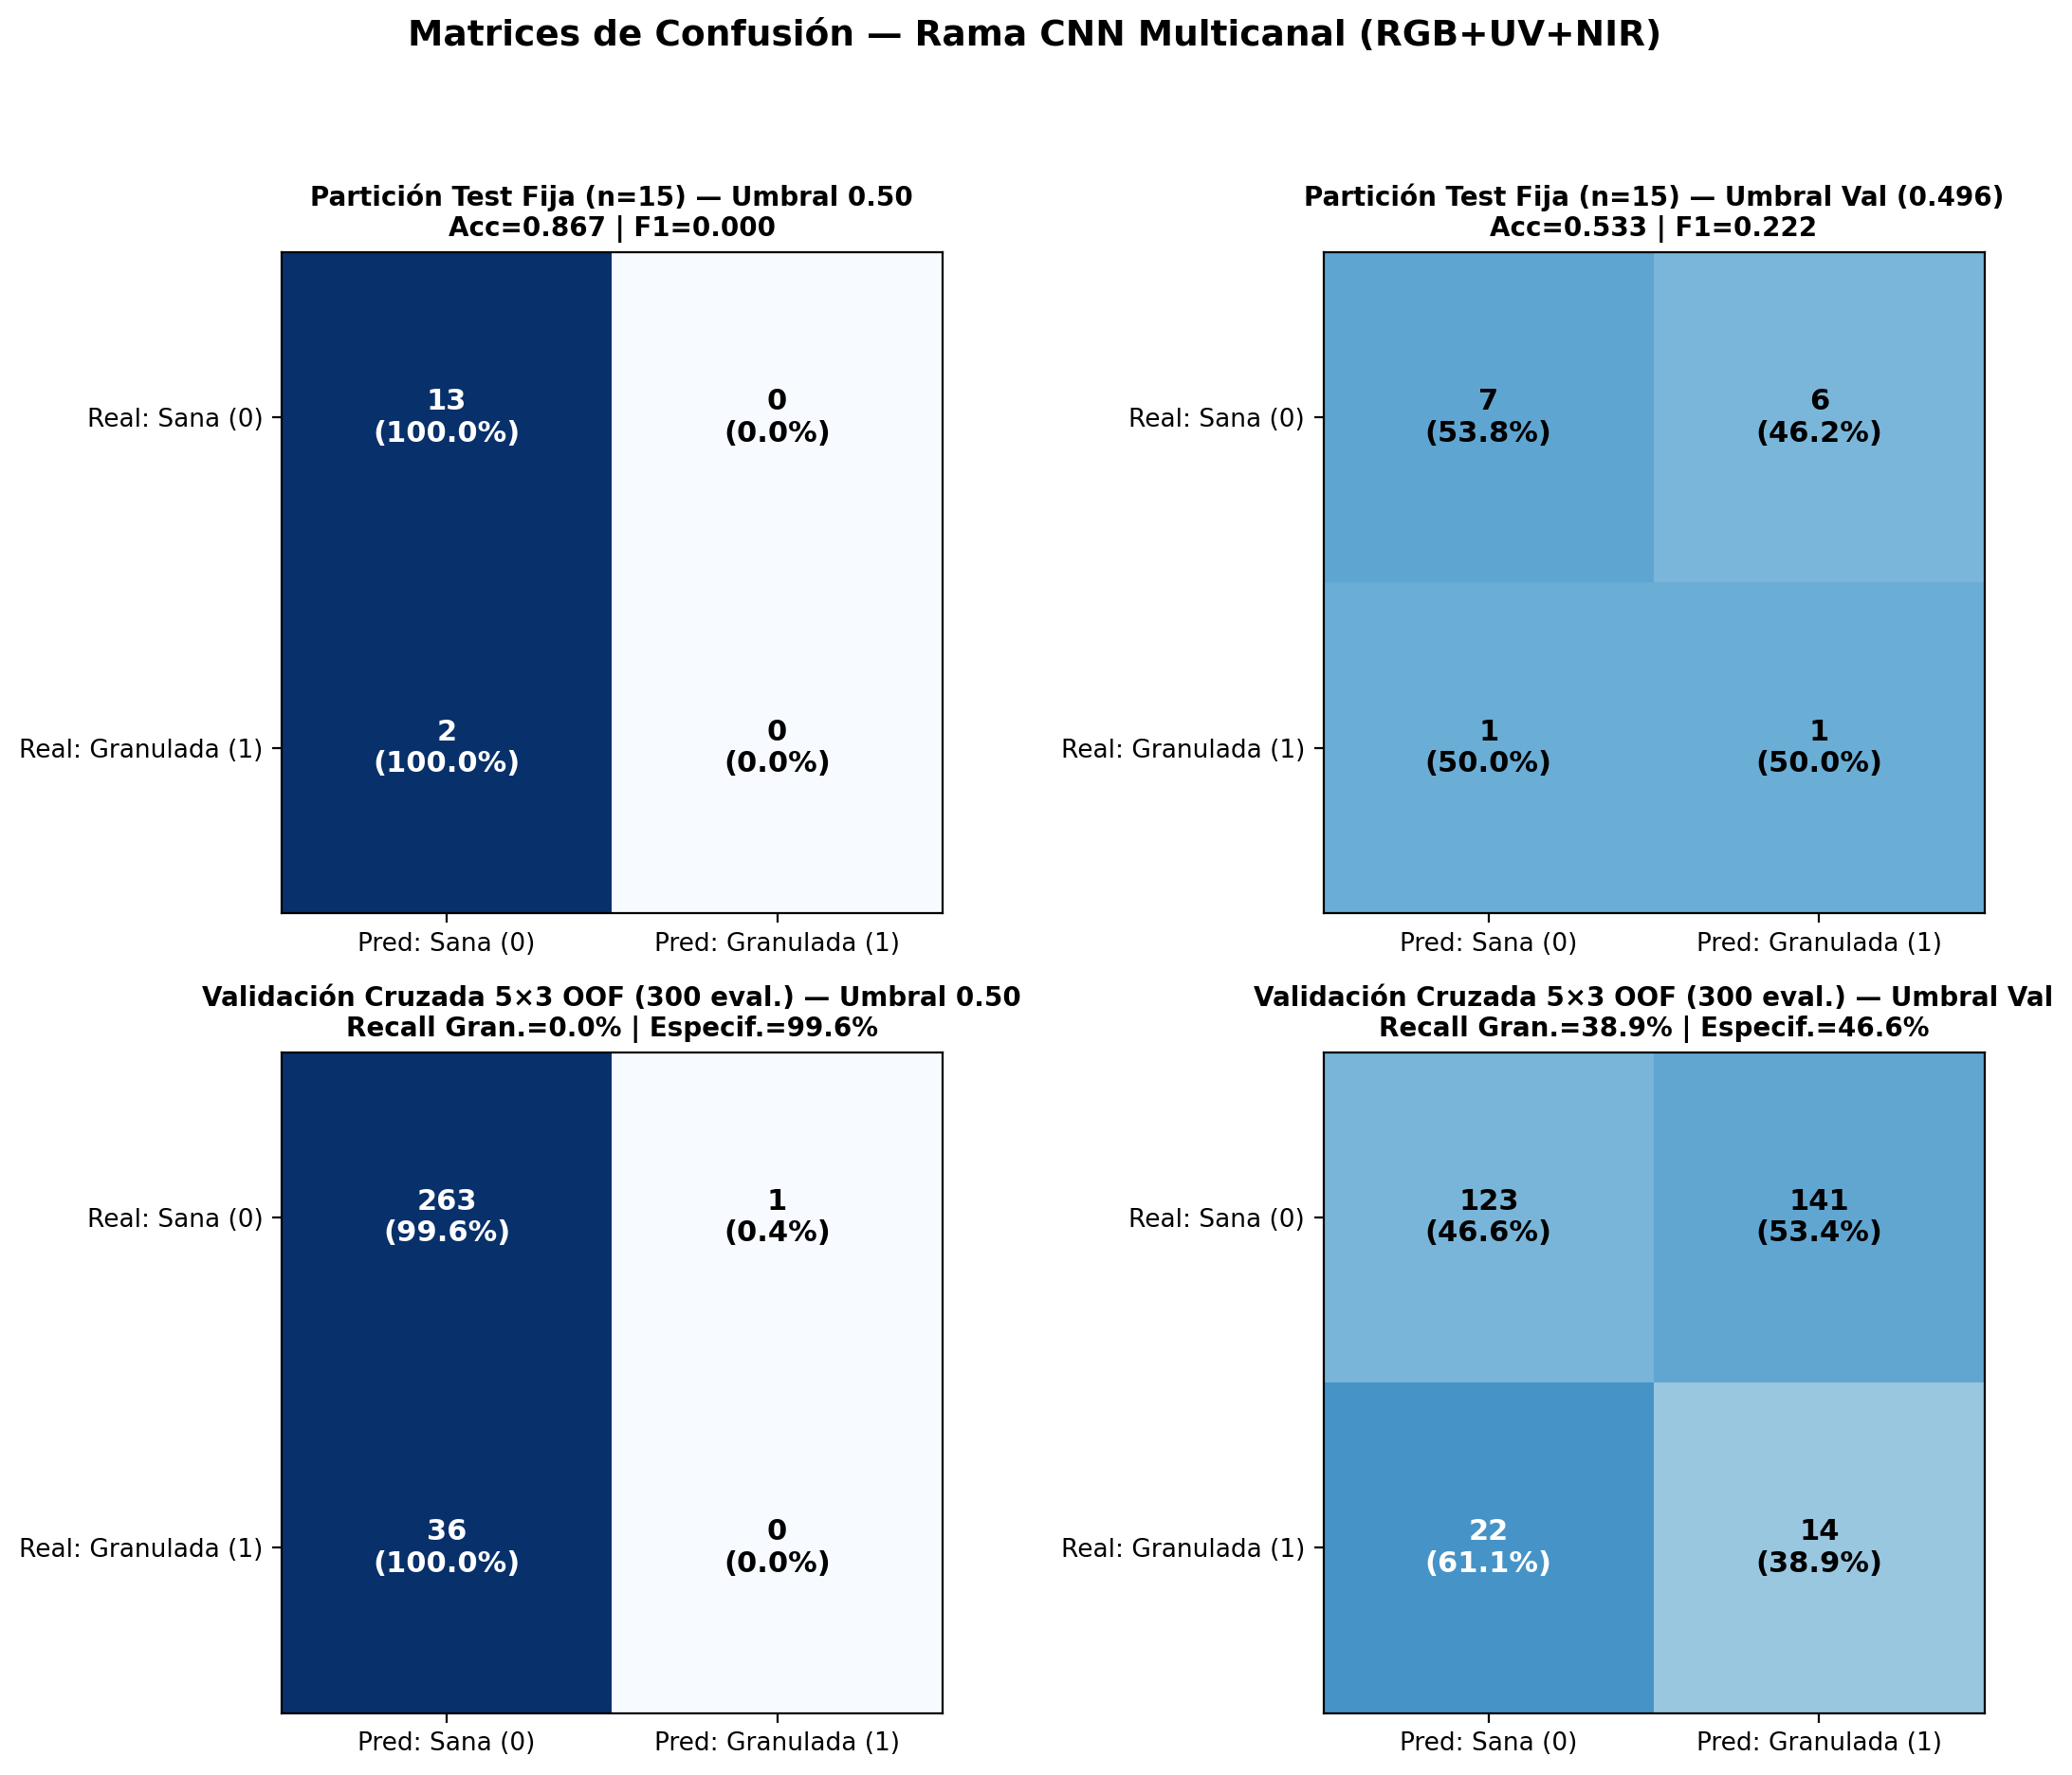 Matrices de Confusión — Rama CNN Multicanal (RGB+UV+NIR)
Partición Test Fija (n=15) — Umbral 0.50
Acc=0.867 | F1=0.000
13
(100.0%)
0
(0.0%)
Real: Sana (0)
2
(100.0%)
0
(0.0%)
Real: Granulada (1)
Pred: Sana (0)
Pred: Granulada (1)
Partición Test Fija (n=15) — Umbral Val (0.496)
Acc=0.533 | F1=0.222
7
(53.8%)
6
(46.2%)
Real: Sana (0)
1
(50.0%)
1
(50.0%)
Real: Granulada (1)
Pred: Sana (0)
Pred: Granulada (1)
Validación Cruzada 5×3 OOF (300 eval.) — Umbral 0.50
Recall Gran.=0.0% | Especif.=99.6%
263
(99.6%)
1
(0.4%)
Real: Sana (0)
36
(100.0%)
0
(0.0%)
Real: Granulada (1)
Pred: Sana (0)
Pred: Granulada (1)
Validación Cruzada 5×3 OOF (300 eval.) — Umbral Val
Recall Gran.=38.9% | Especif.=46.6%
123
(46.6%)
141
(53.4%)
Real: Sana (0)
22
(61.1%)
14
(38.9%)
Real: Granulada (1)
Pred: Sana (0)
Pred: Granulada (1)